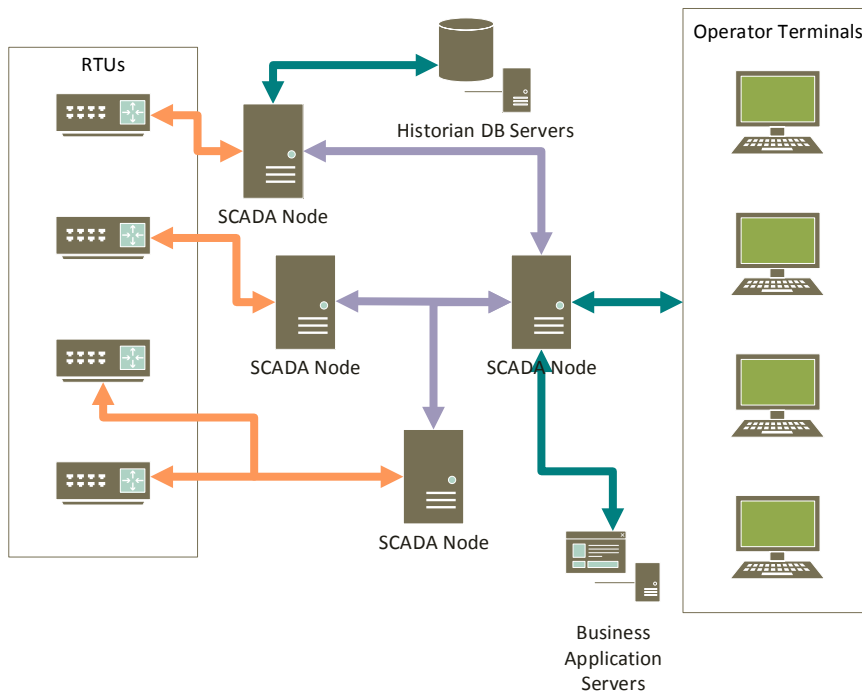 RTUs
Operator Terminals
Historian DB Servers
SCADA Node
SCADA Node
SCADA Node
SCADA Node
Business
Application
Servers